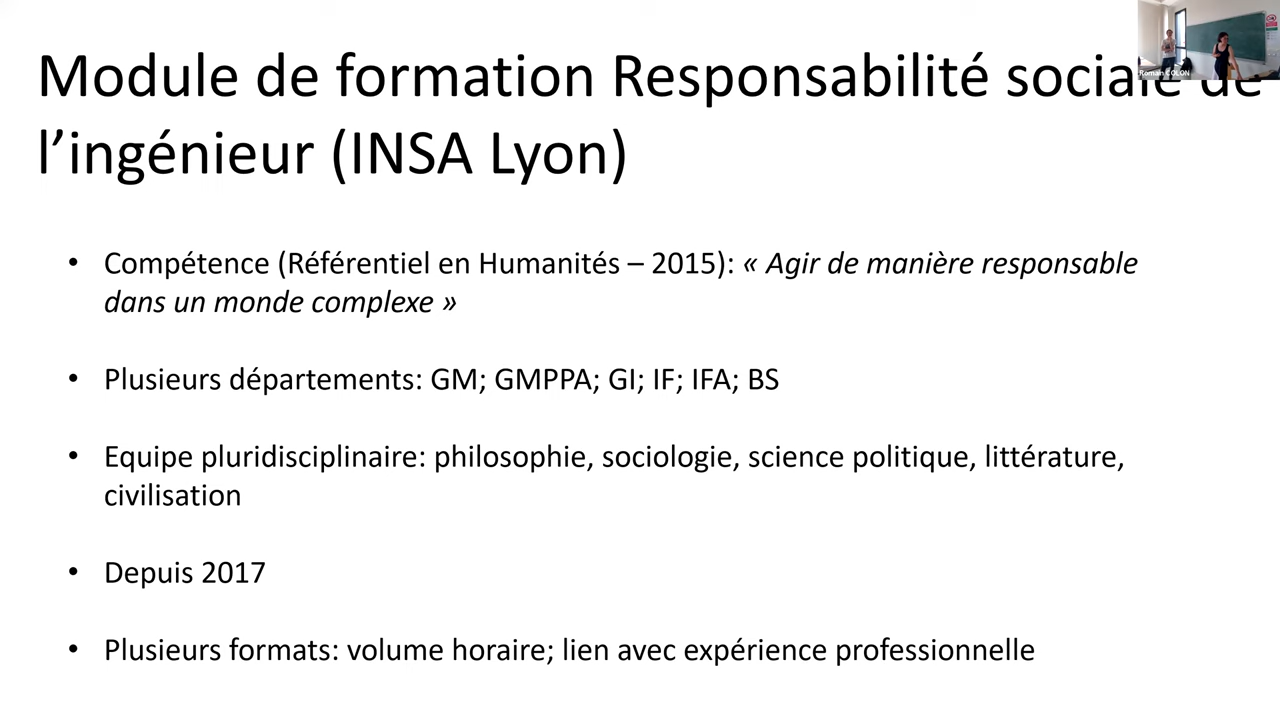 Module de formation Responsabilité sociale de
l’ingénieur (INSA Lyon)
Romain COLON
• Compétence (Référentiel en Humanités – 2015): « Agir de manière responsable
dans un monde complexe »
• Plusieurs départements: GM; GMPPA; GI; IF; IFA; BS
• Equipe pluridisciplinaire: philosophie, sociologie, science politique, littérature,
civilisation
• Depuis 2017
• Plusieurs formats: volume horaire; lien avec expérience professionnelle